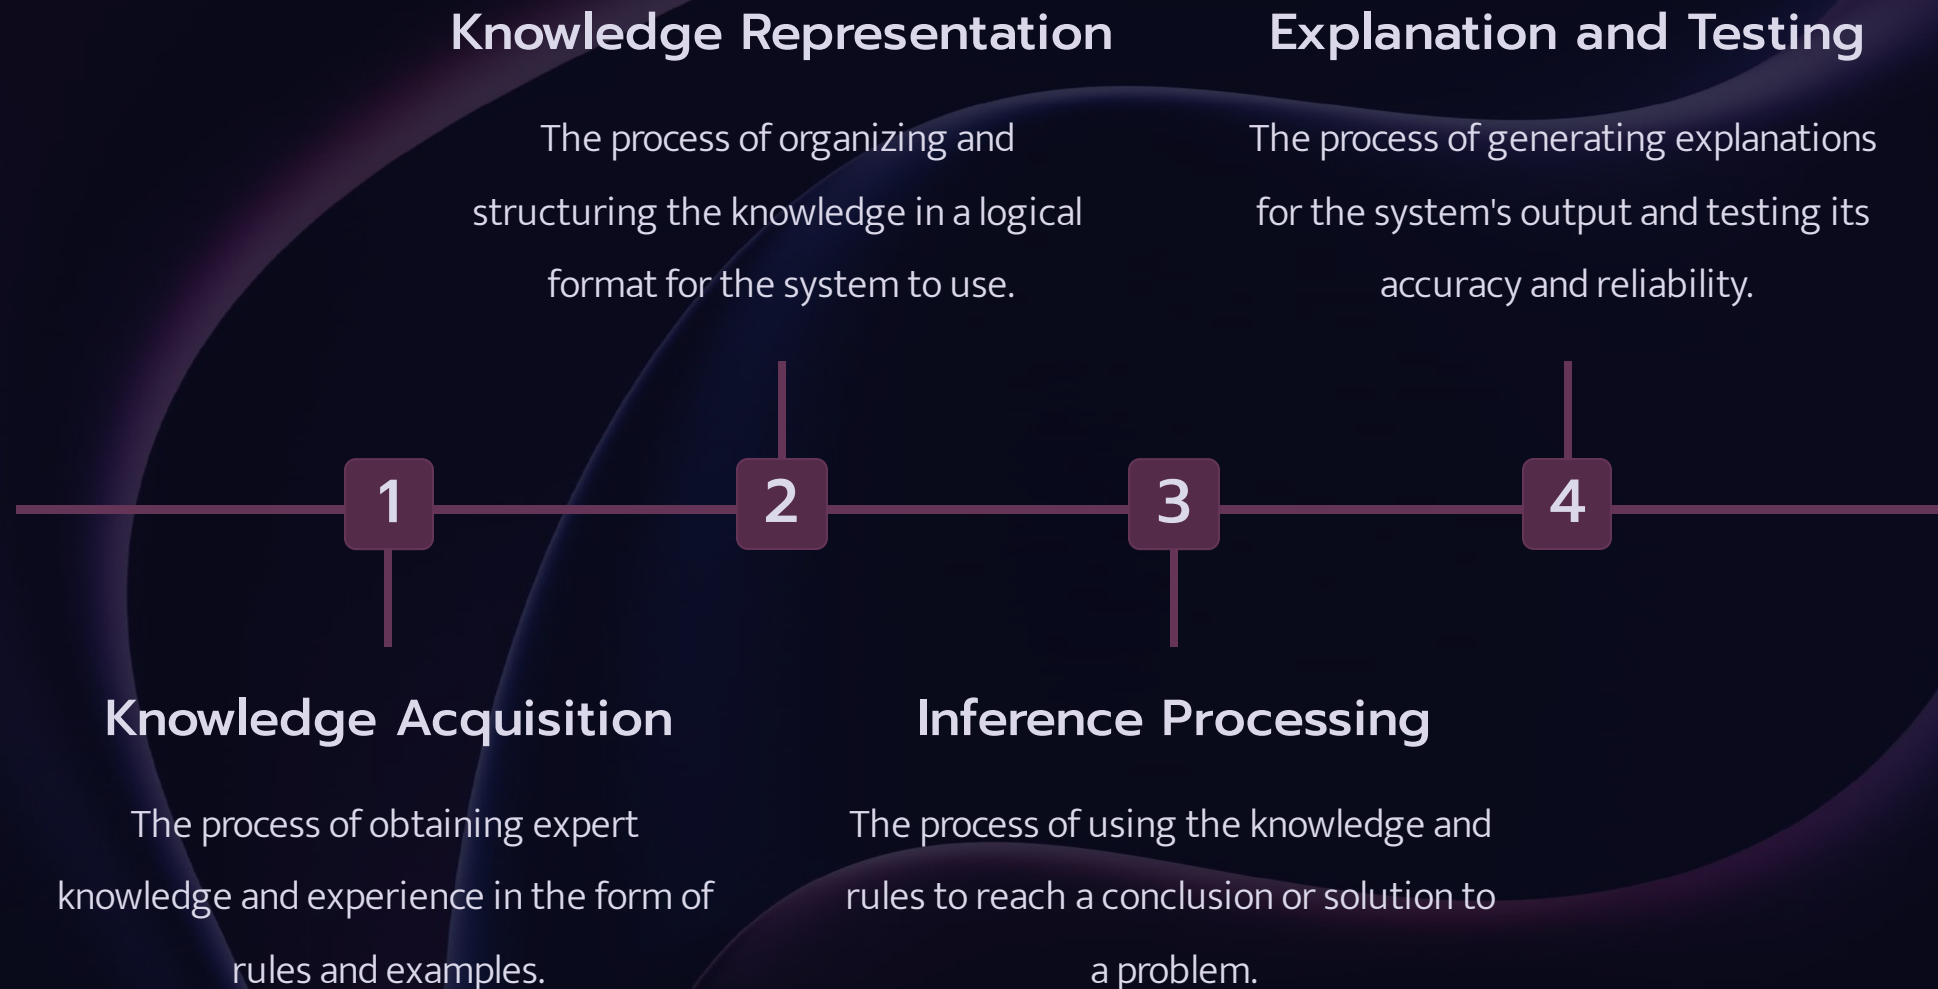 Knowledge Representation
The process of organizing and
structuring the knowledge in a logical
format for the system to use.
Explanation and Testing
The process of generating explanations
for the system's output and testing its
accuracy and reliability.
1
2
3
4
Knowledge Acquisition
The process of obtaining expert
knowledge and experience in the form of
rules and examples.
Inference Processing
The process of using the knowledge and
rules to reach a conclusion or solution to
a problem.